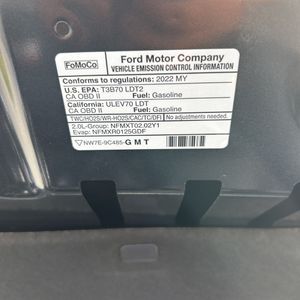 FoMoCo
Ford Motor Company
VEHICLE EMISSION CONTROL INFORMATION
Conforms to regulations: 2022 MY
U.S. EPA: T3B70 LDT2
CA OBD II Fuel: Gasoline
California: ULEV70 LDT
CA OBD II Fuel: Gasoline
TWC/HO2S/WR-HO2S/CAC/TC/DFI No adjustments needed.
2.0L-Group: NFMXT02.02Y1
Evap: NFMXR0125GDF
NW7E-9C485-GMT